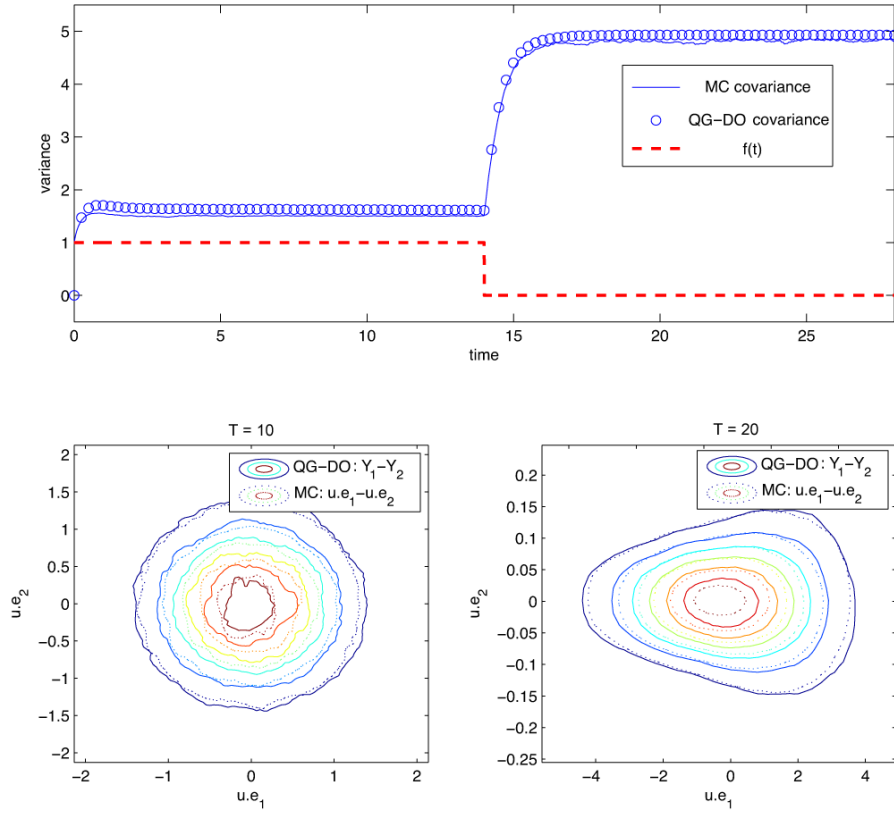 5
4
3
2
1
0
variance
MC covariance
QG−DO covariance
f(t)
0
5
10
15
20
25
time
T = 10
2
1.5
1
0.5
0
−0.5
−1
−1.5
−2
u.e2
QG−DO: Y1−Y2
MC: u.e1−u.e2
−2
−1
0
1
2
u.e1
T = 20
0.2
0.15
0.1
0.05
0
−0.05
−0.1
−0.15
−0.2
−0.25
u.e2
QG−DO: Y1−Y2
MC: u.e1−u.e2
−4
−2
0
2
4
u.e1